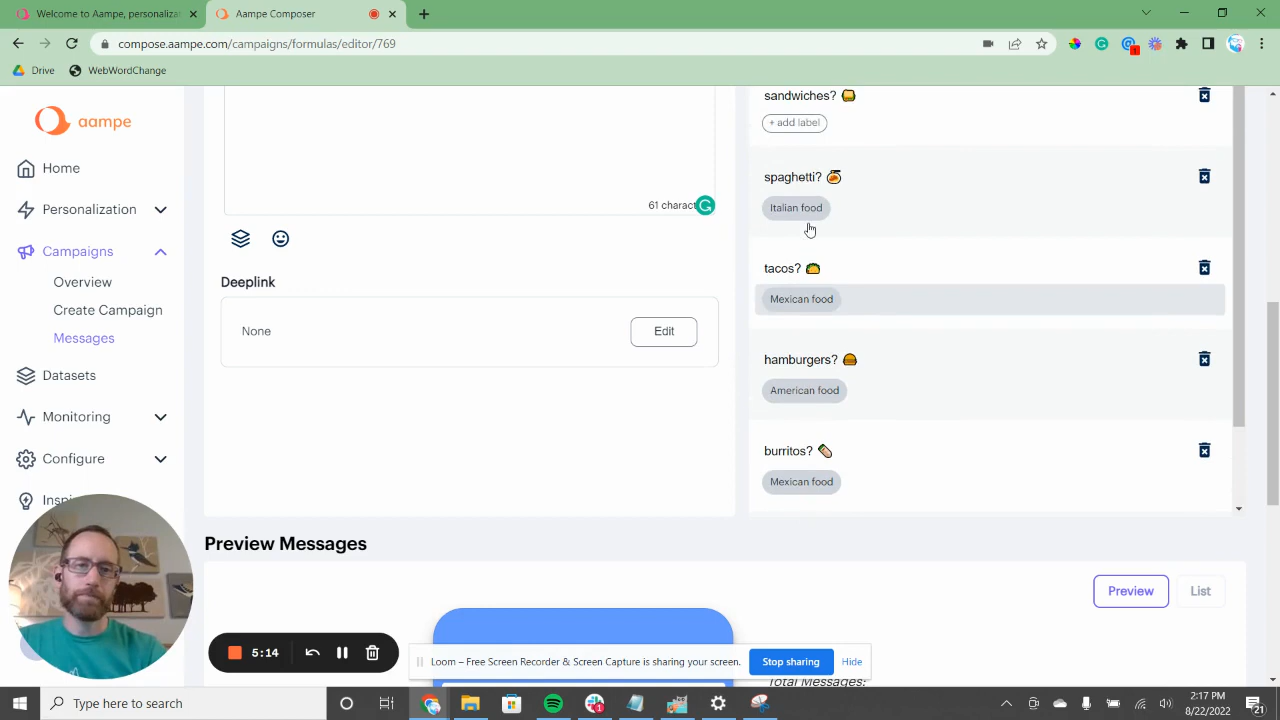 Welcome to Aampe, personaliza
Aampe Composer
compose.aampe.com/campaigns/formulas/editor/769
1
Drive
WebWordChange
aampe
Home
Personalization
Campaigns
Overview
Create Campaign
Messages
Datasets
Monitoring
Configure
Inspi
61 charact
Deeplink
None
Edit
sandwiches? 🥪
+ add label
spaghetti? 🍝
Italian food
tacos? 🌮
Mexican food
hamburgers? 🍔
American food
burritos? 🌯
Mexican food
Preview Messages
Preview
List
Total Messages:
5:14
Loom – Free Screen Recorder & Screen Capture is sharing your screen.
Stop sharing
Hide
Type here to search
1
2:17 PM
8/22/2022
21